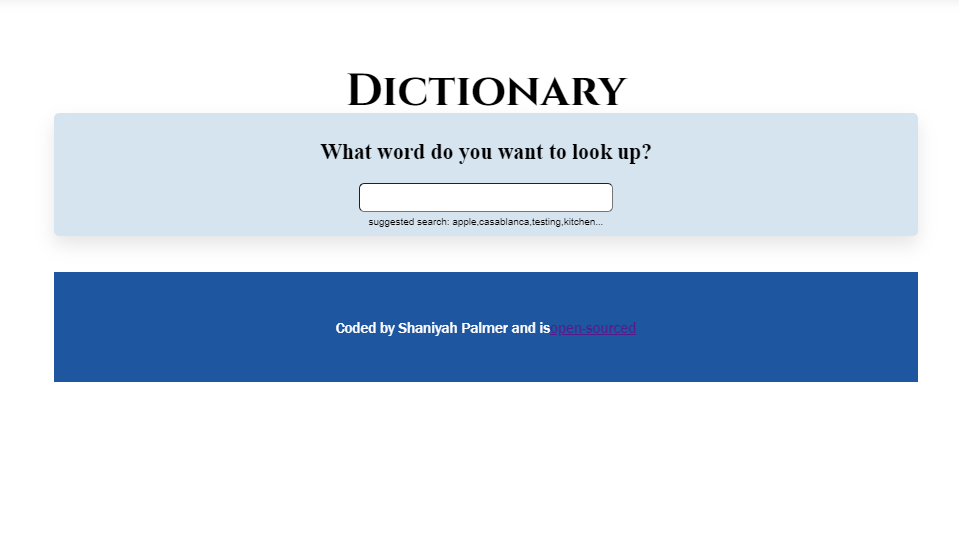 Dictionary
What word do you want to look up?
suggested search: apple,casablanca,testing,kitchen...
Coded by Shaniyah Palmer and isopen-sourced